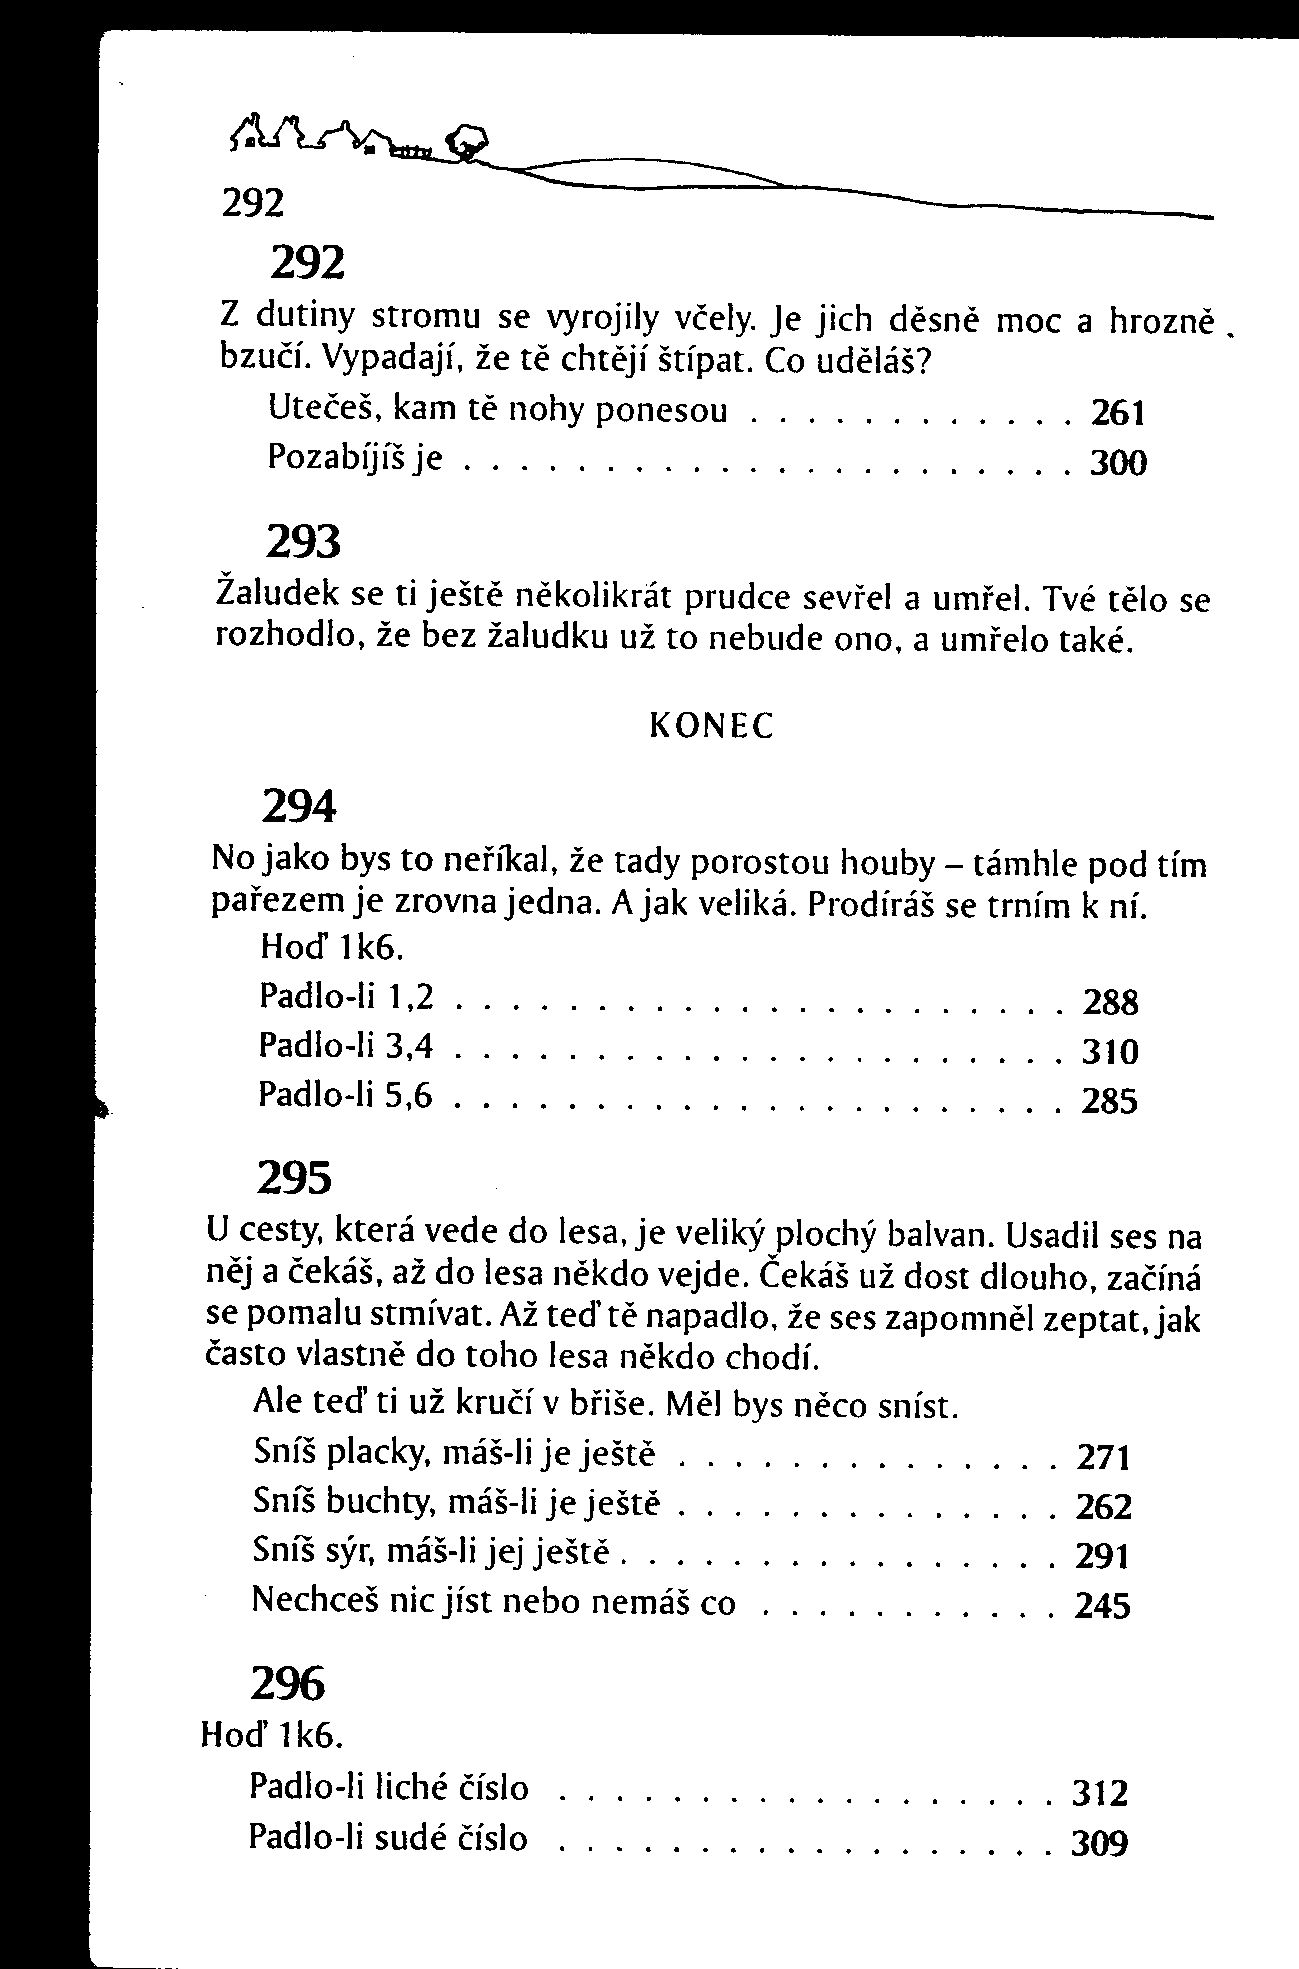 292
292
Z dutiny stromu se vyrojily včely. Je jich děsně moc a hrozně
bzučí. Vypadají, že tě chtějí štípat. Co uděláš?
Utečeš, kam tě nohy ponesou . . . . . . . . . . . . 261
Pozabíjíš je . . . . . . . . . . . . . . . . . . . . . . 300
293
Žaludek se ti ještě několikrát prudce sevřel a umřel. Tvé tělo se
rozhodlo, že bez žaludku už to nebude ono, a umřelo také.
KONEC
294
No jako bys to neříkal, že tady porostou houby – támhle pod tím
pařezem je zrovna jedna. A jak veliká. Prodíráš se trním k ní.
Hoď 1k6.
Padlo-li 1,2 . . . . . . . . . . . . . . . . . . . . . . 288
Padlo-li 3,4 . . . . . . . . . . . . . . . . . . . . . . 310
Padlo-li 5,6 . . . . . . . . . . . . . . . . . . . . . . 285
295
U cesty, která vede do lesa, je veliký plochý balvan. Usadil ses na
něj a čekáš, až do lesa někdo vejde. Čekáš už dost dlouho, začíná
se pomalu stmívat. Až teď tě napadlo, že ses zapomněl zeptat, jak
často vlastně do toho lesa někdo chodí.
Ale teď ti už kručí v břiše. Měl bys něco sníst.
Sníš placky, máš-li je ještě . . . . . . . . . . . . . . 271
Sníš buchty, máš-li je ještě . . . . . . . . . . . . . . 262
Sníš sýr, máš-li jej ještě . . . . . . . . . . . . . . . . 291
Nechceš nic jíst nebo nemáš co . . . . . . . . . . . 245
296
Hoď 1k6.
Padlo-li liché číslo . . . . . . . . . . . . . . . . . . 312
Padlo-li sudé číslo . . . . . . . . . . . . . . . . . . 309